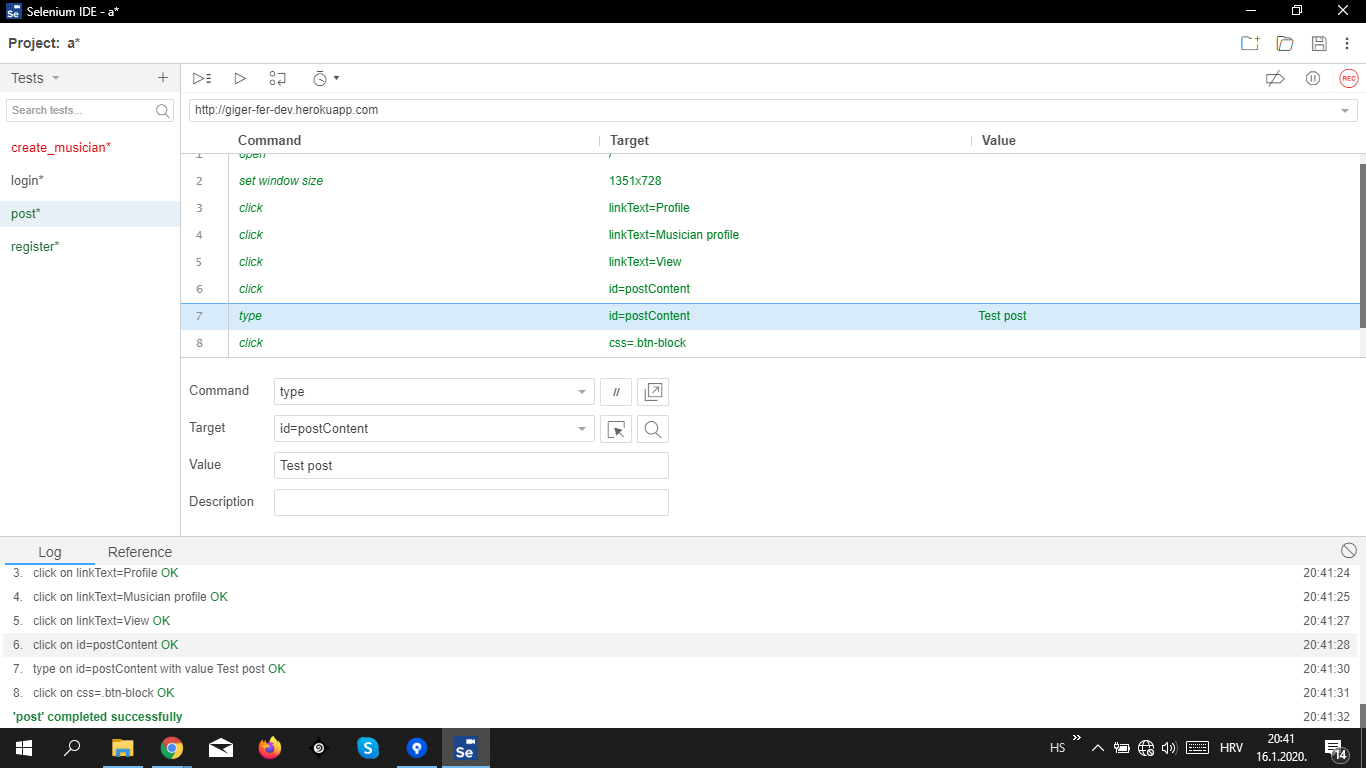 Selenium IDE - a*
Project: a*
Tests
Search tests...
create_musician*
login*
post*
register*
REC
http://giger-fer-dev.herokuapp.com
Command Target Value
1 open /
2 set window size 1351x728
3 click linkText=Profile
4 click linkText=Musician profile
5 click linkText=View
6 click id=postContent
7 type id=postContent Test post
8 click css=.btn-block
Command type //
Target id=postContent
Value Test post
Description
Log Reference
3. click on linkText=Profile OK 20:41:24
4. click on linkText=Musician profile OK 20:41:25
5. click on linkText=View OK 20:41:27
6. click on id=postContent OK 20:41:28
7. type on id=postContent with value Test post OK 20:41:30
8. click on css=.btn-block OK 20:41:31
'post' completed successfully 20:41:32
Se
HS HRV 20:41
16.1.2020. 14